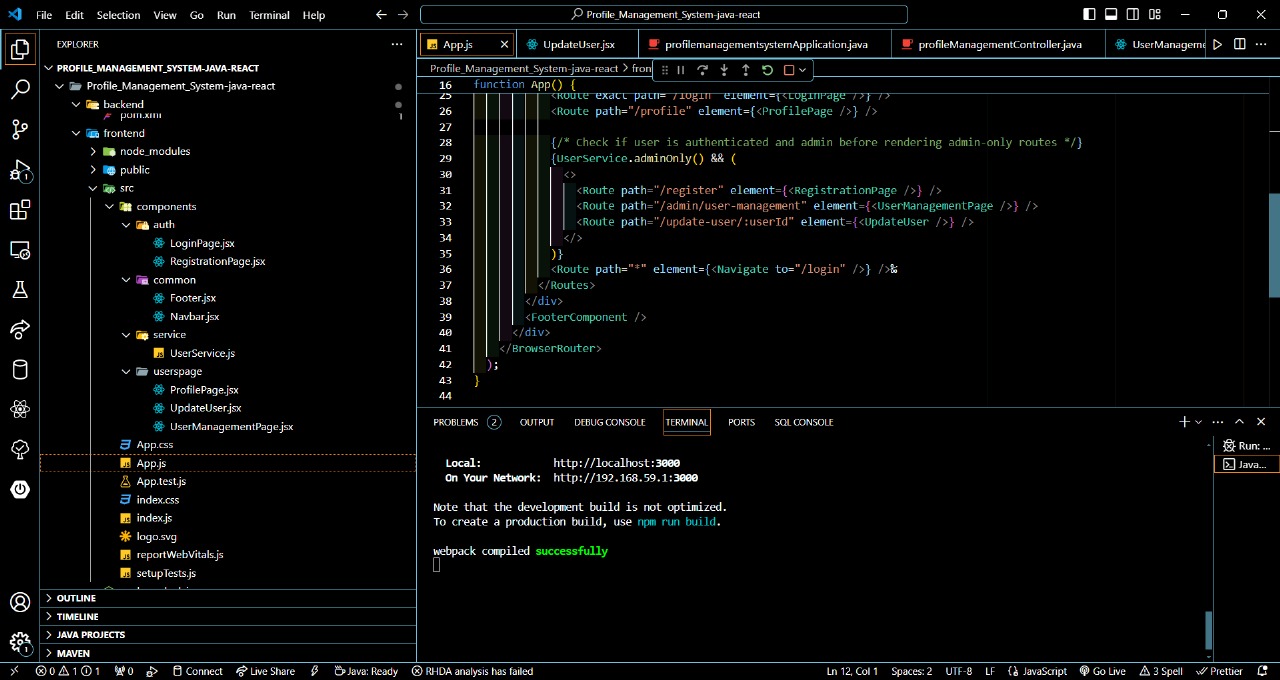 File Edit Selection View Go Run Terminal Help
Profile_Management_System-java-react
EXPLORER
PROFILE_MANAGEMENT_SYSTEM-JAVA-REACT
Profile_Management_System-java-react
backend
pom.xml
frontend
node_modules
public
src
components
auth
LoginPage.jsx
RegistrationPage.jsx
common
Footer.jsx
Navbar.jsx
service
UserService.js
userspage
ProfilePage.jsx
UpdateUser.jsx
UserManagementPage.jsx
App.css
App.js
App.test.js
index.css
index.js
logo.svg
reportWebVitals.js
setupTests.js
OUTLINE
TIMELINE
JAVA PROJECTS
MAVEN
App.js UpdateUser.jsx profilemanagementsystemApplication.java profileManagementController.java UserManageme
Profile_Management_System-java-react > fron
16 function App() {
25 <Route exact path="/login" element={<LoginPage />} />
26 <Route path="/profile" element={<ProfilePage />} />
27
28 {/* Check if user is authenticated and admin before rendering admin-only routes */}
29 {UserService.adminOnly() && (
30 <>
31 <Route path="/register" element={<RegistrationPage />} />
32 <Route path="/admin/user-management" element={<UserManagementPage />} />
33 <Route path="/update-user/:userId" element={<UpdateUser />} />
34 </>
35 )}
36 <Route path="*" element={<Navigate to="/login" />} />%
37 </Routes>
38 </div>
39 <FooterComponent />
40 </div>
41 </BrowserRouter>
42 );
43 }
44
PROBLEMS 2 OUTPUT DEBUG CONSOLE TERMINAL PORTS SQL CONSOLE
Local: http://localhost:3000
On Your Network: http://192.168.59.1:3000
Note that the development build is not optimized.
To create a production build, use npm run build.
webpack compiled successfully
Run: ...
Java...
0 1 1 0 Connect Live Share Java: Ready RHDA analysis has failed Ln 12, Col 1 Spaces: 2 UTF-8 LF {} JavaScript Go Live 3 Spell Prettier